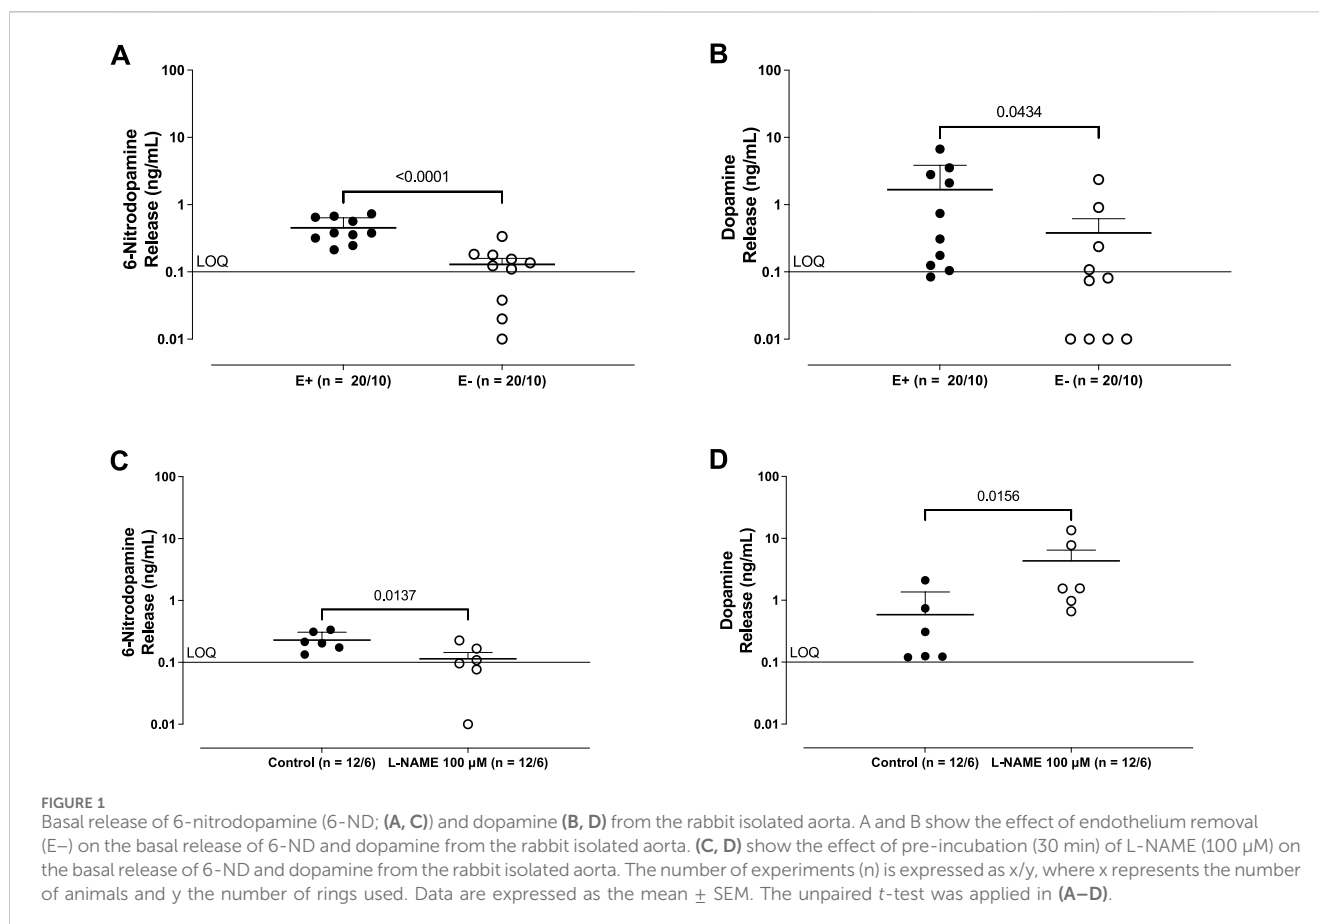 A
100
10
1
0.1
0.01
6-Nitrodopamine
Release (ng/mL)
LOQ
<0.0001
E+ (n = 20/10)
E- (n = 20/10)
B
100
10
1
0.1
0.01
Dopamine
Release (ng/mL)
LOQ
0.0434
E+ (n = 20/10)
E- (n = 20/10)
C
100
10
1
0.1
0.01
6-Nitrodopamine
Release (ng/mL)
LOQ
0.0137
Control (n = 12/6)
L-NAME 100 µM (n = 12/6)
D
100
10
1
0.1
0.01
Dopamine
Release (ng/mL)
LOQ
0.0156
Control (n = 12/6)
L-NAME 100 µM (n = 12/6)
FIGURE 1
Basal release of 6-nitrodopamine (6-ND; (A, C)) and dopamine (B, D) from the rabbit isolated aorta. A and B show the effect of endothelium removal
(E−) on the basal release of 6-ND and dopamine from the rabbit isolated aorta. (C, D) show the effect of pre-incubation (30 min) of L-NAME (100 µM) on
the basal release of 6-ND and dopamine from the rabbit isolated aorta. The number of experiments (n) is expressed as x/y, where x represents the number
of animals and y the number of rings used. Data are expressed as the mean ± SEM. The unpaired t-test was applied in (A–D).